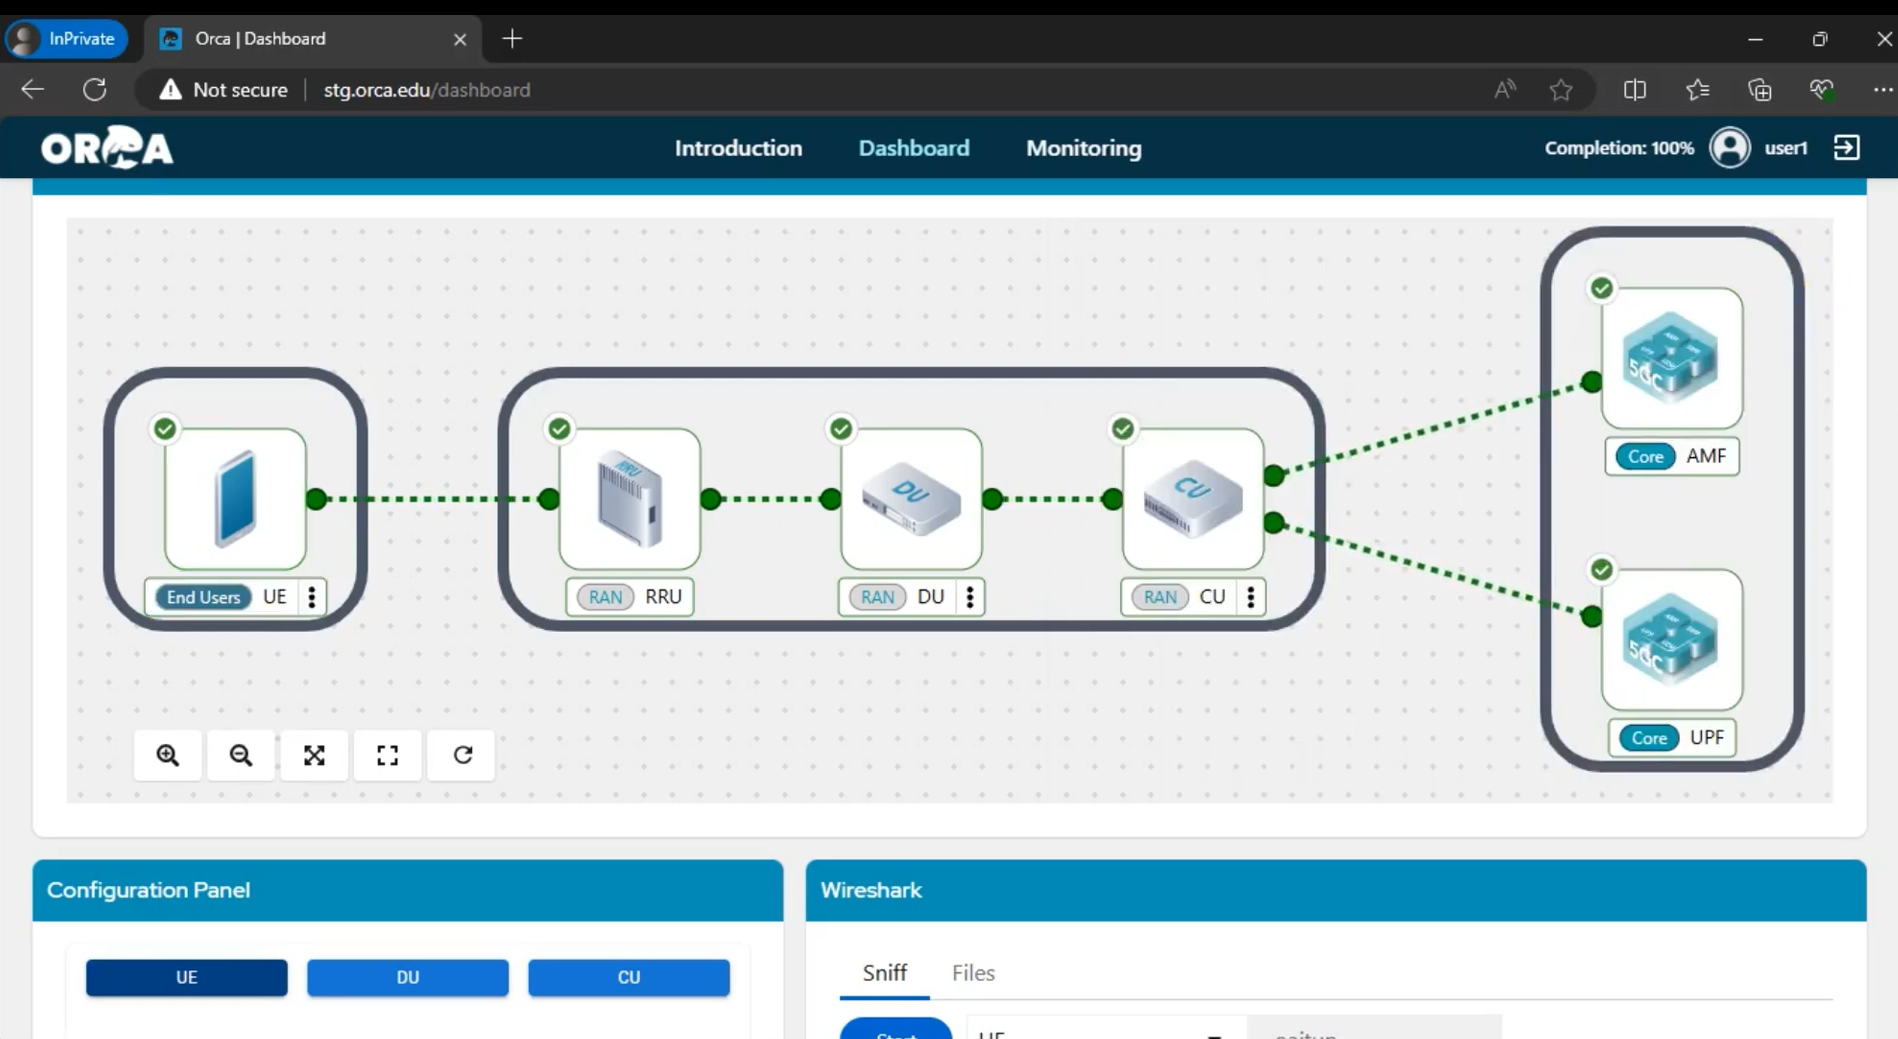 InPrivate
Orca | Dashboard
Not secure
stg.orca.edu/dashboard
ORCA
Introduction
Dashboard
Monitoring
Completion: 100%
user1
RRU
DU
CU
5GC
Core AMF
End Users UE
RAN RRU
RAN DU
RAN CU
5GC
Core UPF
Configuration Panel
Wireshark
UE
DU
CU
Sniff
Files
Start
UE